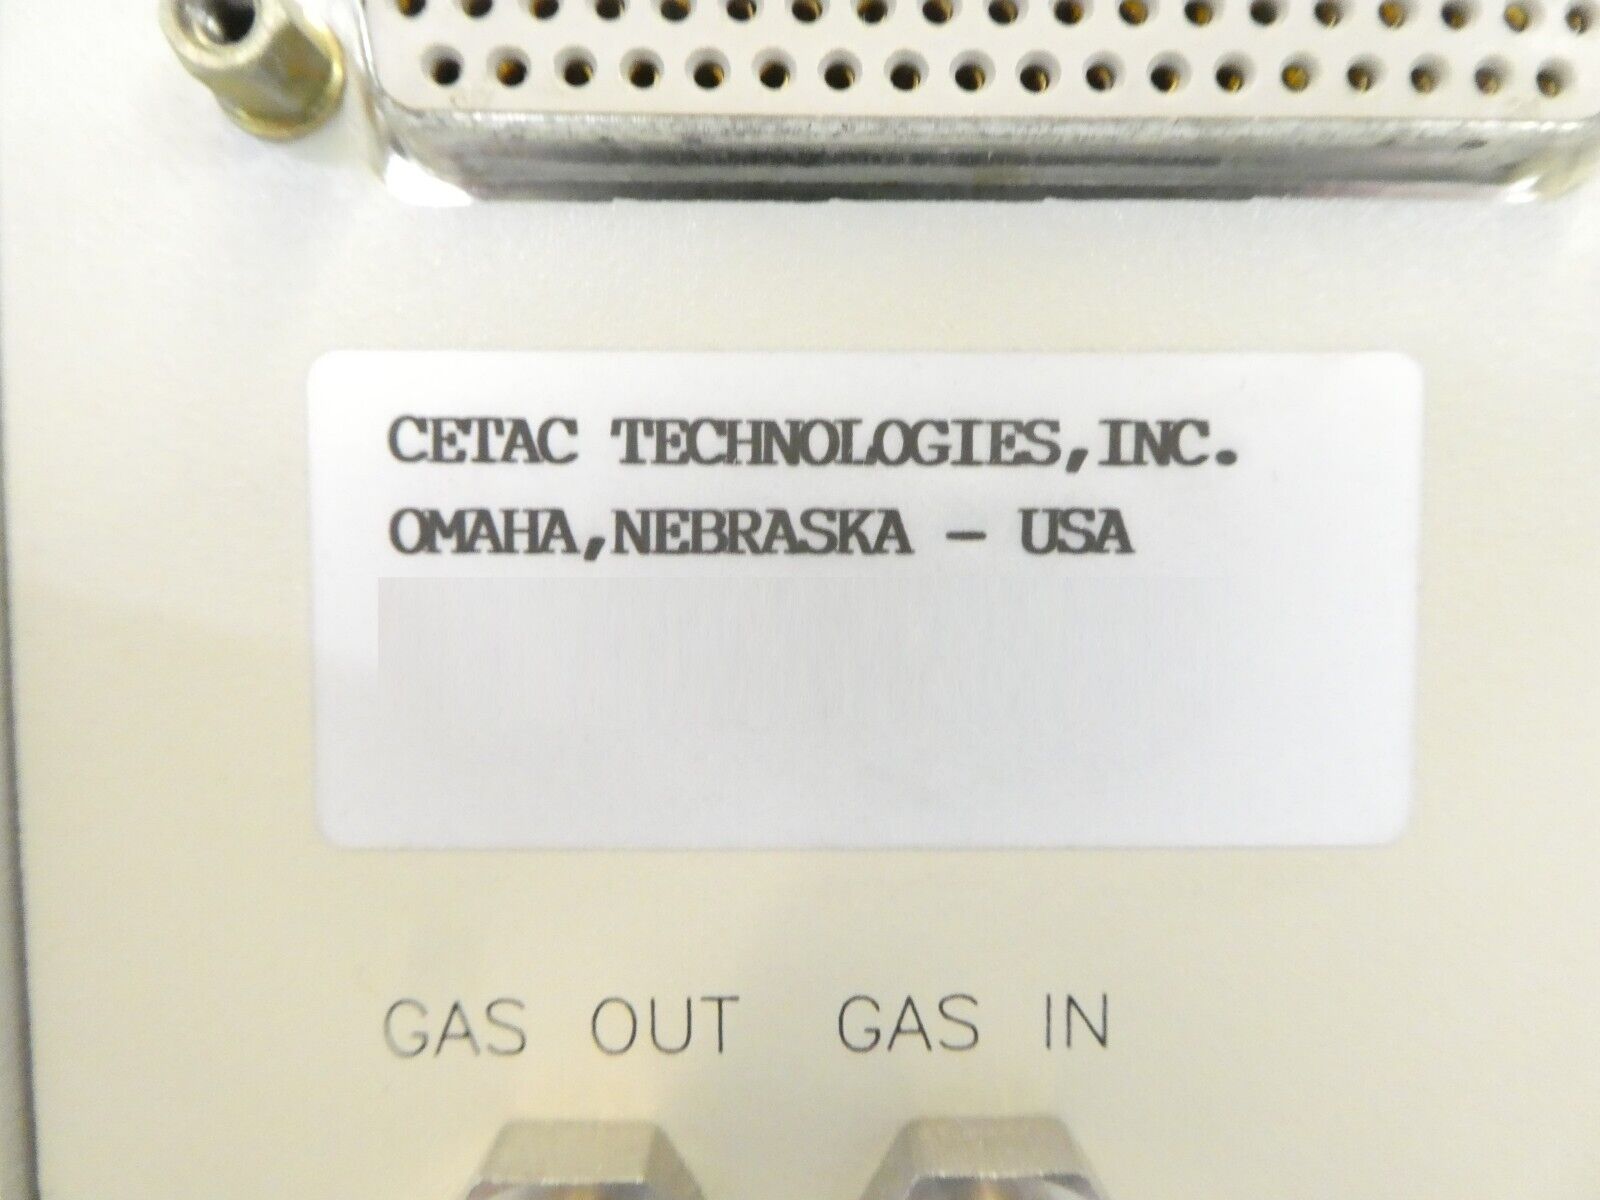 CETAC TECHNOLOGIES,INC.
OMAHA,NEBRASKA - USA
GAS OUT GAS IN